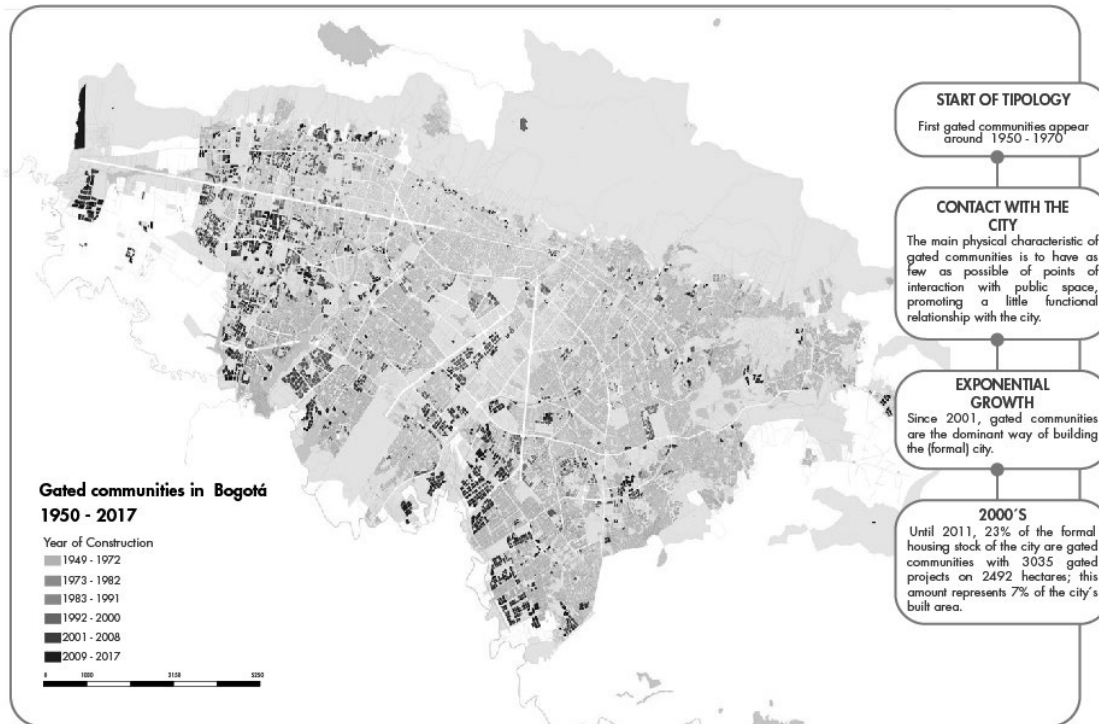 START OF TIPOLOGY
First gated communities appear
around 1950 - 1970
CONTACT WITH THE
CITY
The main physical characteristic of
gated communities is to have as
few as possible of points of
interaction with public space,
promoting a little functional
relationship with the city.
EXPONENTIAL
GROWTH
Since 2001, gated communities
are the dominant way of building
the (formal) city.
2000´S
Until 2011, 23% of the formal
housing stock of the city are gated
communities with 3035 gated
projects on 2492 hectares; this
amount represents 7% of the city´s
built area.
Gated communities in Bogotá
1950 - 2017
Year of Construction
1949 - 1972
1973 - 1982
1983 - 1991
1992 - 2000
2001 - 2008
2009 - 2017
0 1050 3150 5250